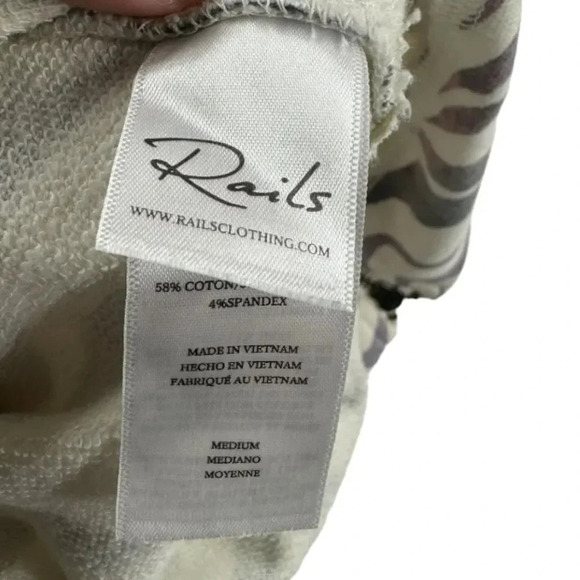 Rails
WWW.RAILSCLOTHING.COM
58% COTON/
4%SPANDEX
MADE IN VIETNAM
HECHO EN VIETNAM
FABRIQUÉ AU VIETNAM
MEDIUM
MEDIANO
MOYENNE